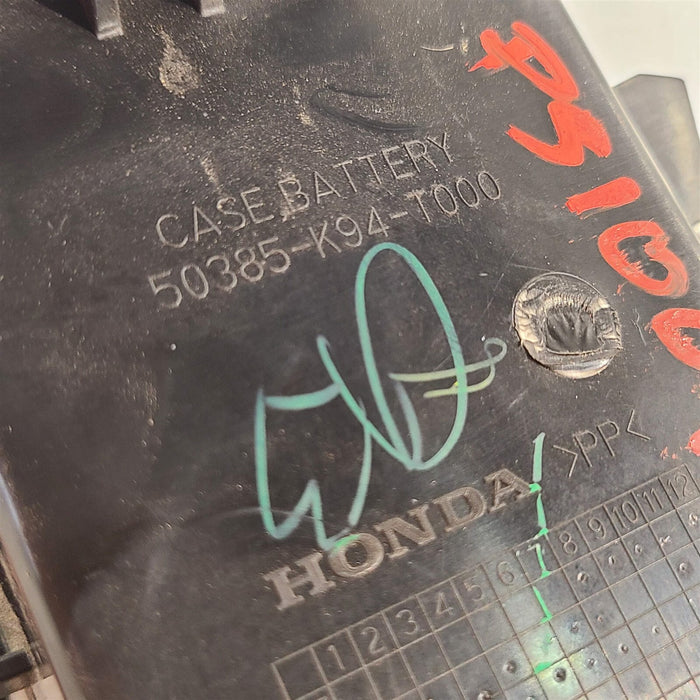 CASE,BATTERY
50385-K94-T000
>PP<
HONDA
1 2 3 4 5 6 7 8 9 10 11 12